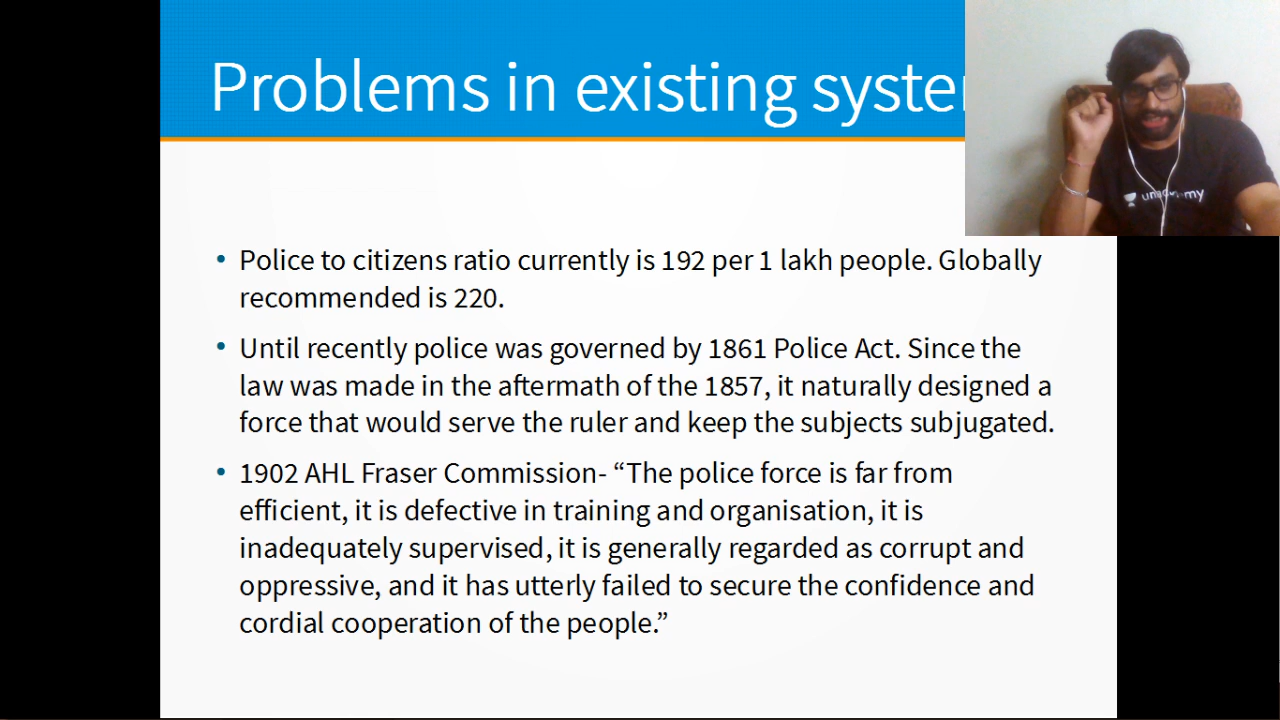 Problems in existing
Police to citizens ratio currently is 192 per 1 lakh people. Globally
recommended is 220.
Until recently police was governed by 1861 Police Act. Since the
law was made in the aftermath of the 1857, it naturally designed a
force that would serve the ruler and keep the subjects subjugated.
1902 AHL Fraser Commission- “The police force is far from
efficient, it is defective in training and organisation, it is
inadequately supervised, it is generally regarded as corrupt and
oppressive, and it has utterly failed to secure the confidence and
cordial cooperation of the people.”